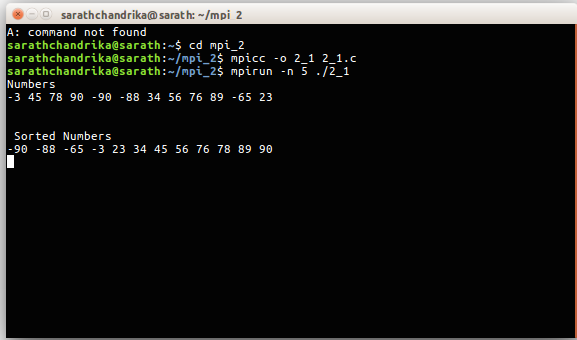 sarathchandrika@sarath: ~/mpi_2
A: command not found
sarathchandrika@sarath:~$ cd mpi_2
sarathchandrika@sarath:~/mpi_2$ mpicc -o 2_1 2_1.c
sarathchandrika@sarath:~/mpi_2$ mpirun -n 5 ./2_1
Numbers
-3 45 78 90 -90 -88 34 56 76 89 -65 23
Sorted Numbers
-90 -88 -65 -3 23 34 45 56 76 78 89 90